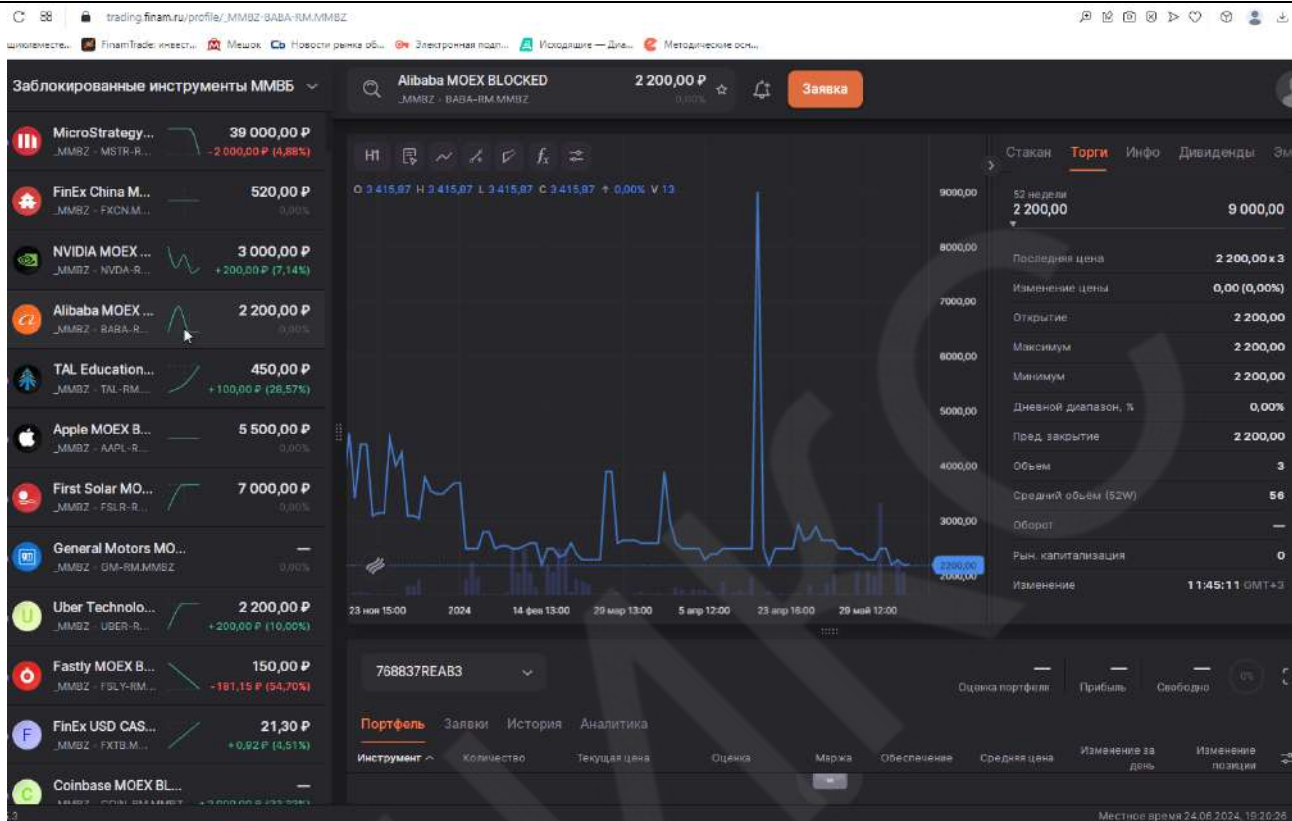 trading.finam.ru/profile/_MMBZ-BABA-RM.MMBZ
FinamTrade: инвест... Мешок Новости рынка об... Электронная подп... Исходящие — Диа... Методические осн...
Заблокированные инструменты ММВБ
Alibaba MOEX BLOCKED 2 200,00 ₽
_MMBZ - BABA-RM.MMBZ 0,00%
Заявка
MicroStrategy... 39 000,00 ₽
_MMBZ - MSTR-R... -2 000,00 ₽ (4,88%)
FinEx China M... 520,00 ₽
_MMBZ - FXCN.M... 0,00%
NVIDIA MOEX ... 3 000,00 ₽
_MMBZ - NVDA-R... +200,00 ₽ (7,14%)
Alibaba MOEX ... 2 200,00 ₽
_MMBZ - BABA-R... 0,00%
TAL Education... 450,00 ₽
_MMBZ - TAL-RM.... +100,00 ₽ (28,57%)
Apple MOEX B... 5 500,00 ₽
_MMBZ - AAPL-R... 0,00%
First Solar MO... 7 000,00 ₽
_MMBZ - FSLR-R... 0,00%
General Motors MO... —
_MMBZ - GM-RM.MMBZ 0,00%
Uber Technolo... 2 200,00 ₽
_MMBZ - UBER-R... +200,00 ₽ (10,00%)
Fastly MOEX B... 150,00 ₽
_MMBZ - FSLY-RM.... -181,15 ₽ (54,70%)
FinEx USD CAS... 21,30 ₽
_MMBZ - FXTB.M... +0,92 ₽ (4,51%)
Coinbase MOEX BL... —
H1 fx
O 3 415,87 H 3 415,87 L 3 415,87 C 3 415,87 0,00% V 13
9000,00
8000,00
7000,00
6000,00
5000,00
4000,00
3000,00
2200,00
2000,00
23 ноя 15:00 2024 14 фев 13:00 29 мар 13:00 5 апр 12:00 23 апр 16:00 29 май 12:00
Стакан Торги Инфо Дивиденды Эм
52 недели
2 200,00 9 000,00
Последняя цена 2 200,00 x 3
Изменение цены 0,00 (0,00%)
Открытие 2 200,00
Максимум 2 200,00
Минимум 2 200,00
Дневной диапазон, % 0,00%
Пред. закрытие 2 200,00
Объем 3
Средний объём (52W) 56
Оборот —
Рын. капитализация 0
Изменение 11:45:11 GMT+3
768837REAB3
— — — 0%
Оценка портфеля Прибыль Свободно
Портфель Заявки История Аналитика
Инструмент Количество Текущая цена Оценка Маржа Обеспечение Средняя цена Изменение за день Изменение позиции
Местное время 24.06.2024, 19:20:26